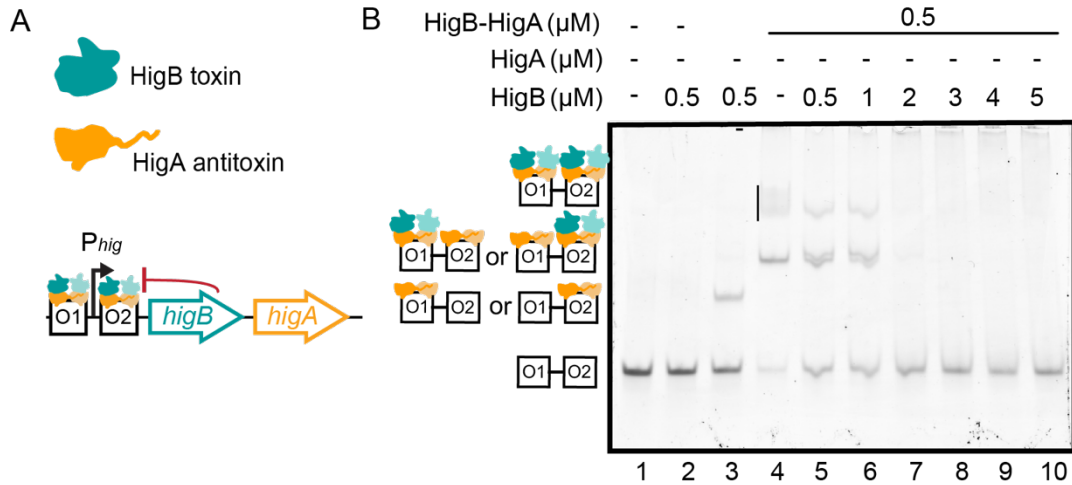 A
HigB toxin
HigA antitoxin
Phig
O1 O2 higB higA
B
HigB-HigA (µM) - - 0.5
HigA (µM) - - - - - - - - - -
HigB (µM) - 0.5 0.5 - 0.5 1 2 3 4 5
O1 O2
O1 O2 or O1 O2
O1 O2 or O1 O2
O1 O2
1 2 3 4 5 6 7 8 9 10